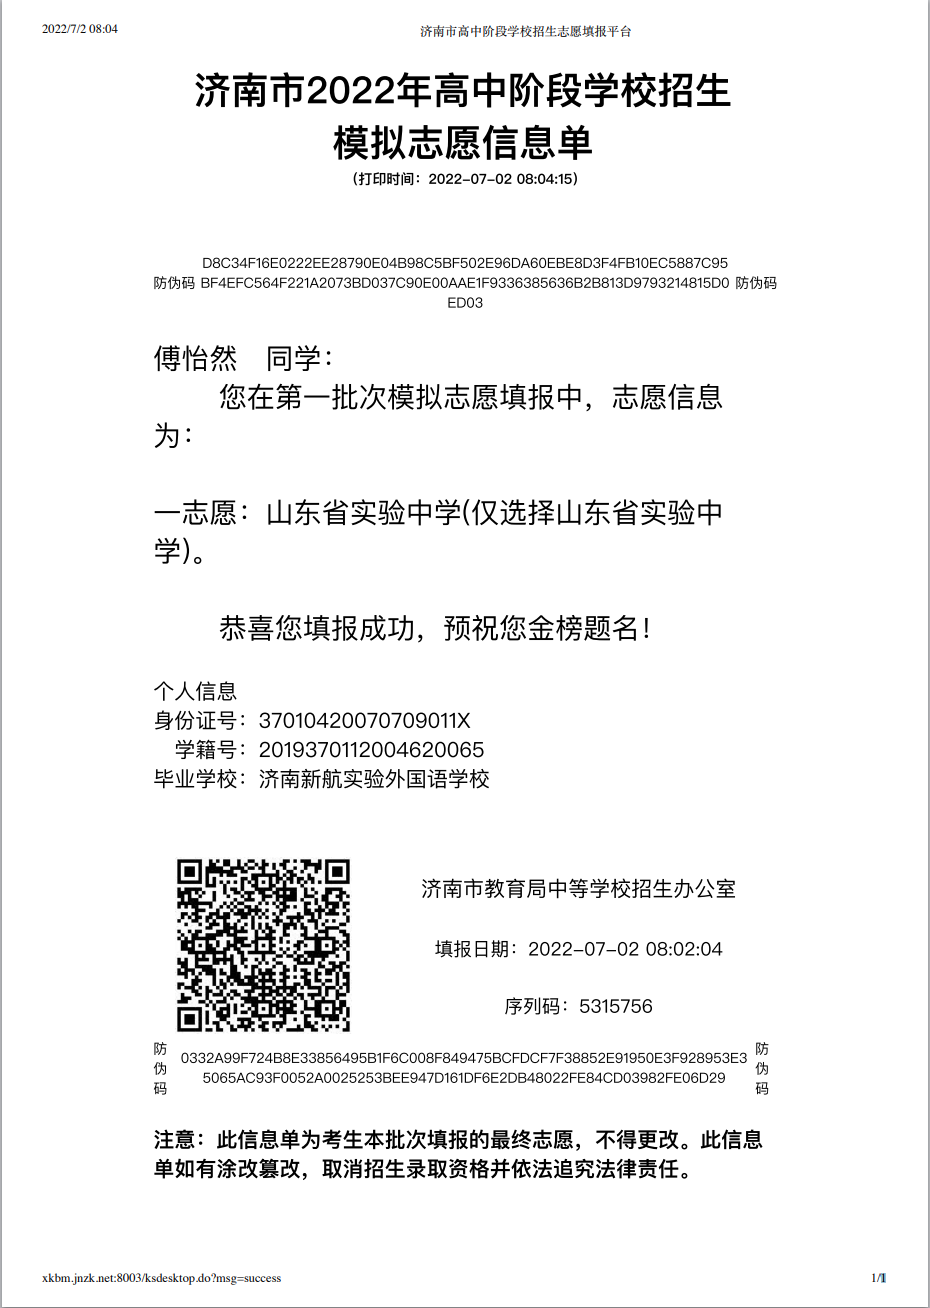 2022/7/2 08:04
济南市高中阶段学校招生志愿填报平台
济南市2022年高中阶段学校招生
模拟志愿信息单
（打印时间：2022-07-02 08:04:15）
D8C34F16E0222EE28790E04B98C5BF502E96DA60EBE8D3F4FB10EC5887C95
防伪码 BF4EFC564F221A2073BD037C90E00AAE1F9336385636B2B813D9793214815D0 防伪码
ED03
傅怡然 同学：
您在第一批次模拟志愿填报中，志愿信息
为：
一志愿：山东省实验中学(仅选择山东省实验中
学)。
恭喜您填报成功，预祝您金榜题名！
个人信息
身份证号：37010420070709011X
学籍号：2019370112004620065
毕业学校：济南新航实验外国语学校
济南市教育局中等学校招生办公室
填报日期：2022-07-02 08:02:04
序列码：5315756
防伪码 0332A99F724B8E33856495B1F6C008F849475BCFDCF7F38852E91950E3F928953E3 防伪码
5065AC93F0052A0025253BEE947D161DF6E2DB48022FE84CD03982FE06D29
注意：此信息单为考生本批次填报的最终志愿，不得更改。此信息
单如有涂改篡改，取消招生录取资格并依法追究法律责任。
xkbm.jnzk.net:8003/ksdesktop.do?msg=success
1/1